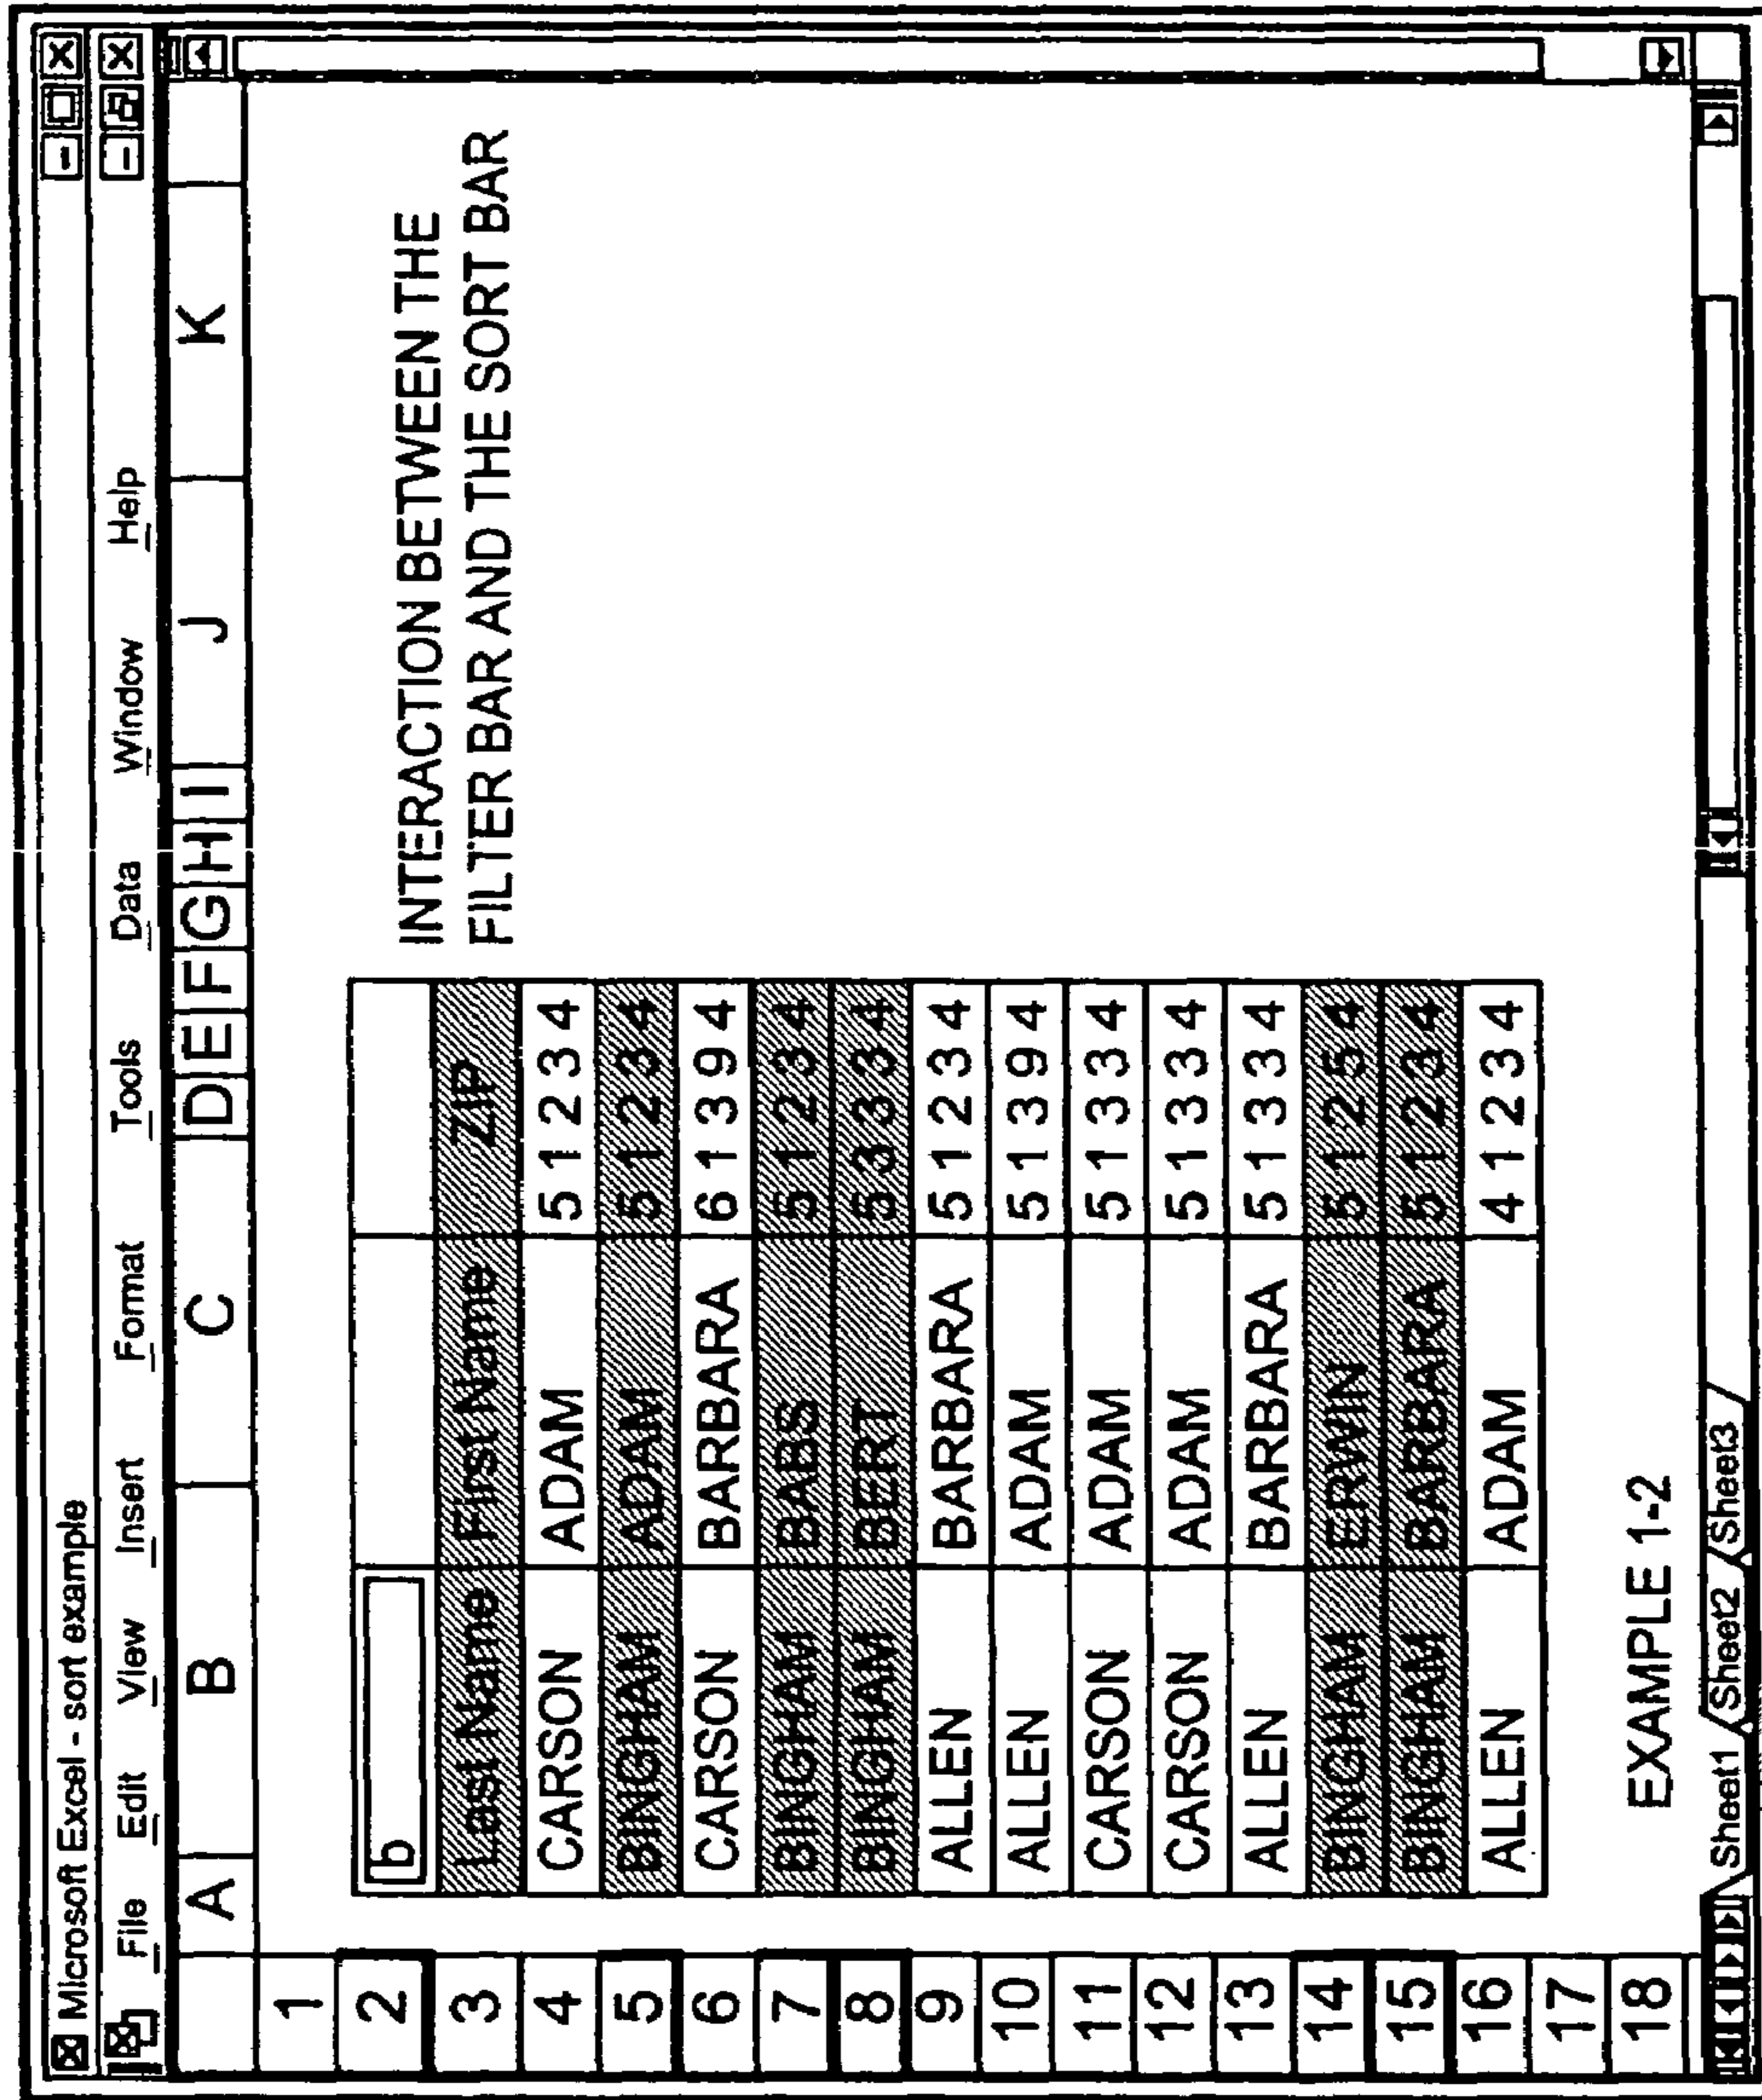 Microsoft Excel - sort example
File Edit View Insert Format Tools Data Window Help
A B C D E F G H I J K
1
2 b
3 Last Name First Name ZIP
4 CARSON ADAM 51234
5 BINGHAM ADAM 51234
6 CARSON BARBARA 61394
7 BINGHAM BABS 51234
8 BINGHAM BERT 53334
9 ALLEN BARBARA 51234
10 ALLEN ADAM 51394
11 CARSON ADAM 51334
12 CARSON ADAM 51334
13 ALLEN BARBARA 51334
14 BINGHAM ERWIN 51254
15 BINGHAM BARBARA 51234
16 ALLEN ADAM 41234
17
18
INTERACTION BETWEEN THE
FILTER BAR AND THE SORT BAR
EXAMPLE 1-2
Sheet1 Sheet2 Sheet3